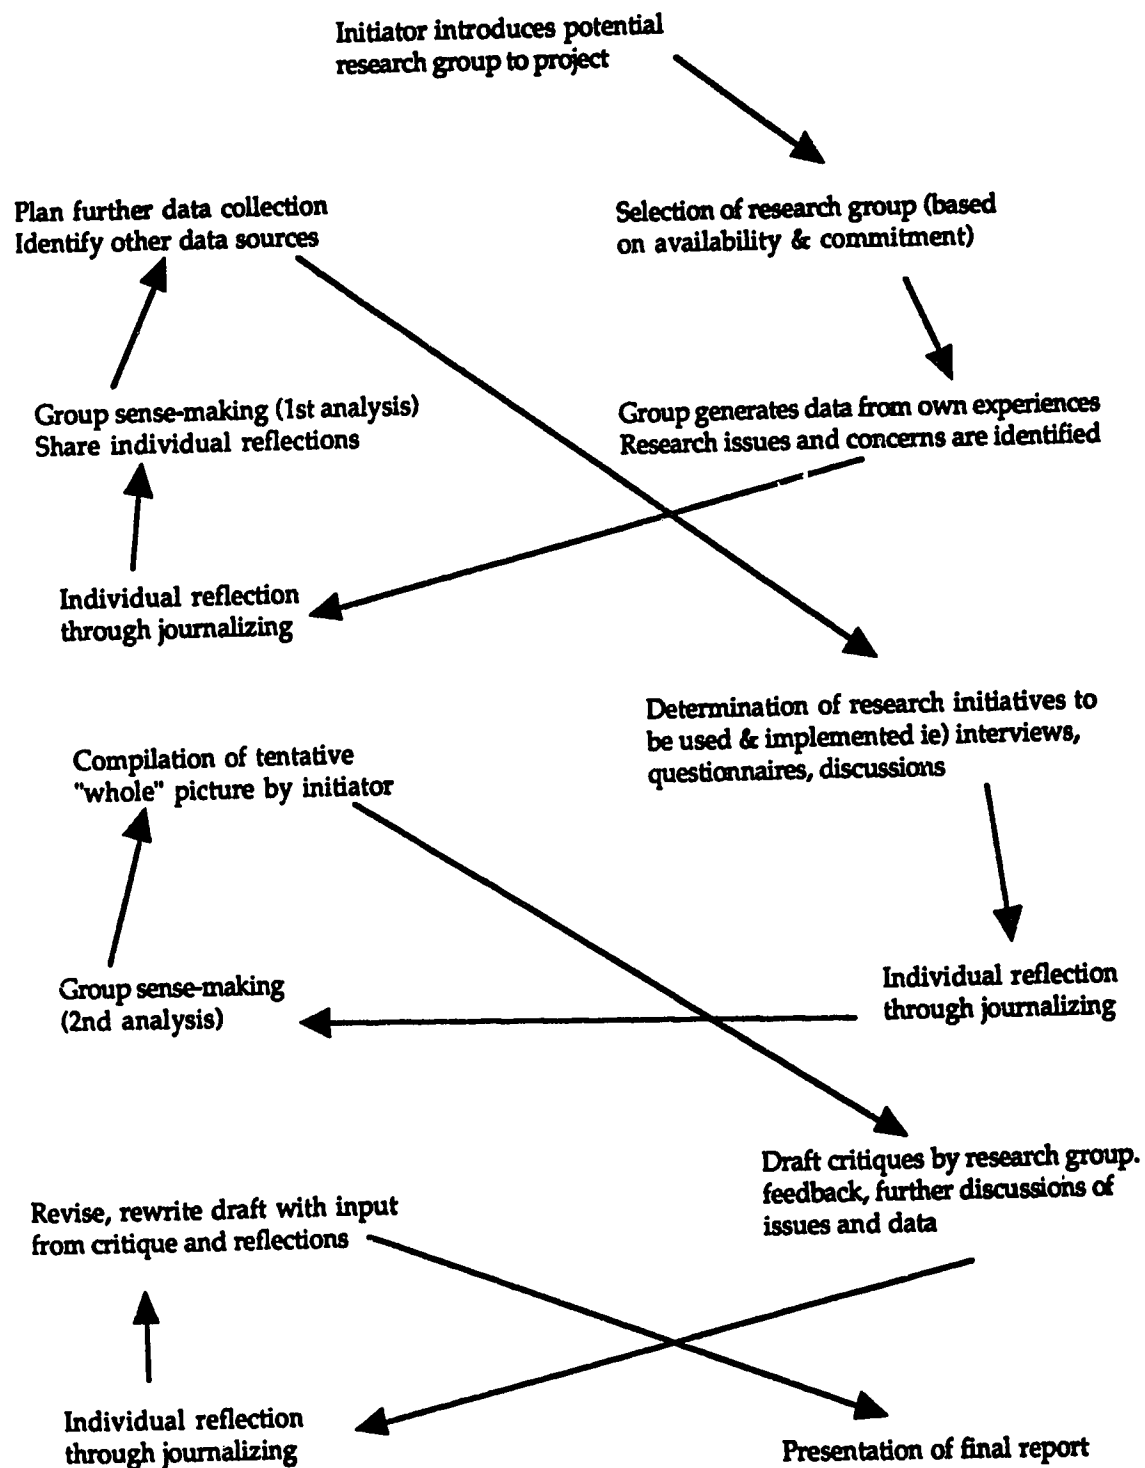 Initiator introduces potential
research group to project
Selection of research group (based
on availability & commitment)
Group generates data from own experiences
Research issues and concerns are identified
Individual reflection
through journalizing
Group sense-making (1st analysis)
Share individual reflections
Plan further data collection
Identify other data sources
Determination of research initiatives to
be used & implemented ie) interviews,
questionnaires, discussions
Individual reflection
through journalizing
Group sense-making
(2nd analysis)
Compilation of tentative
"whole" picture by initiator
Draft critiques by research group.
feedback, further discussions of
issues and data
Individual reflection
through journalizing
Revise, rewrite draft with input
from critique and reflections
Presentation of final report